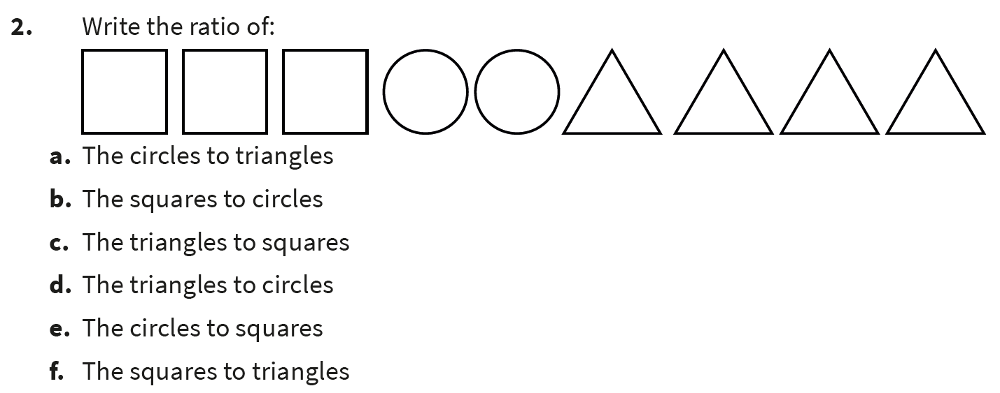 2. Write the ratio of:
a. The circles to triangles
b. The squares to circles
c. The triangles to squares
d. The triangles to circles
e. The circles to squares
f. The squares to triangles